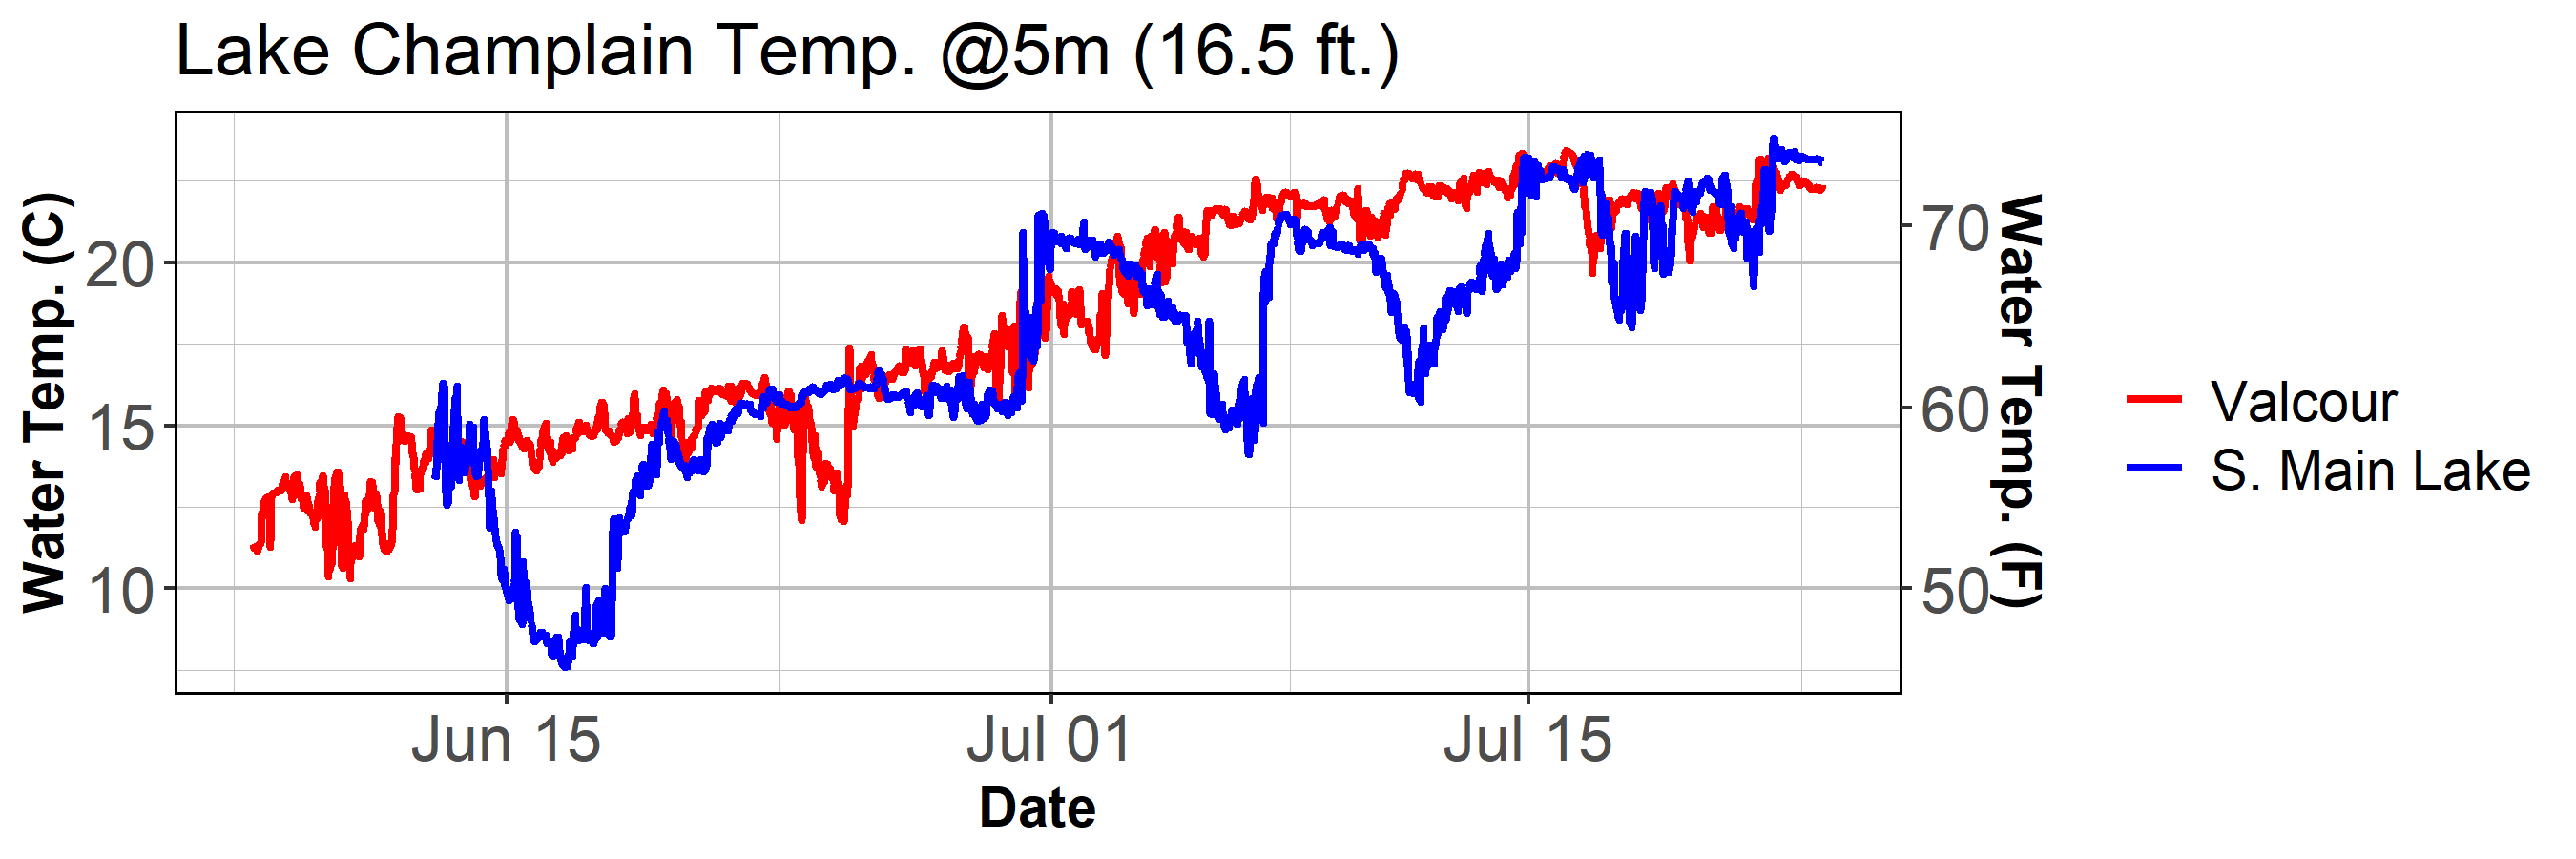 Lake Champlain Temp. @5m (16.5 ft.)
Water Temp. (C)
20
15
10
70
60
50
Water Temp. (F)
Jun 15
Jul 01
Jul 15
Date
Valcour
S. Main Lake